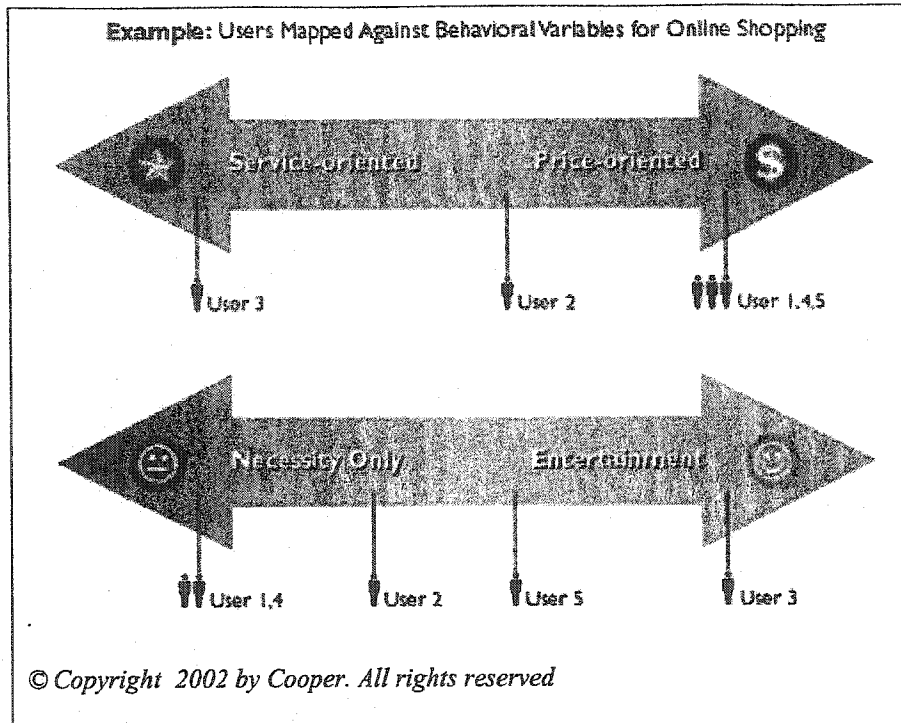 Example: Users Mapped Against Behavioral Variables for Online Shopping
Service-oriented Price-oriented $
User 3 User 2 User 1,4,5
Necessity Only Entertainment
User 1,4 User 2 User 5 User 3
© Copyright 2002 by Cooper. All rights reserved